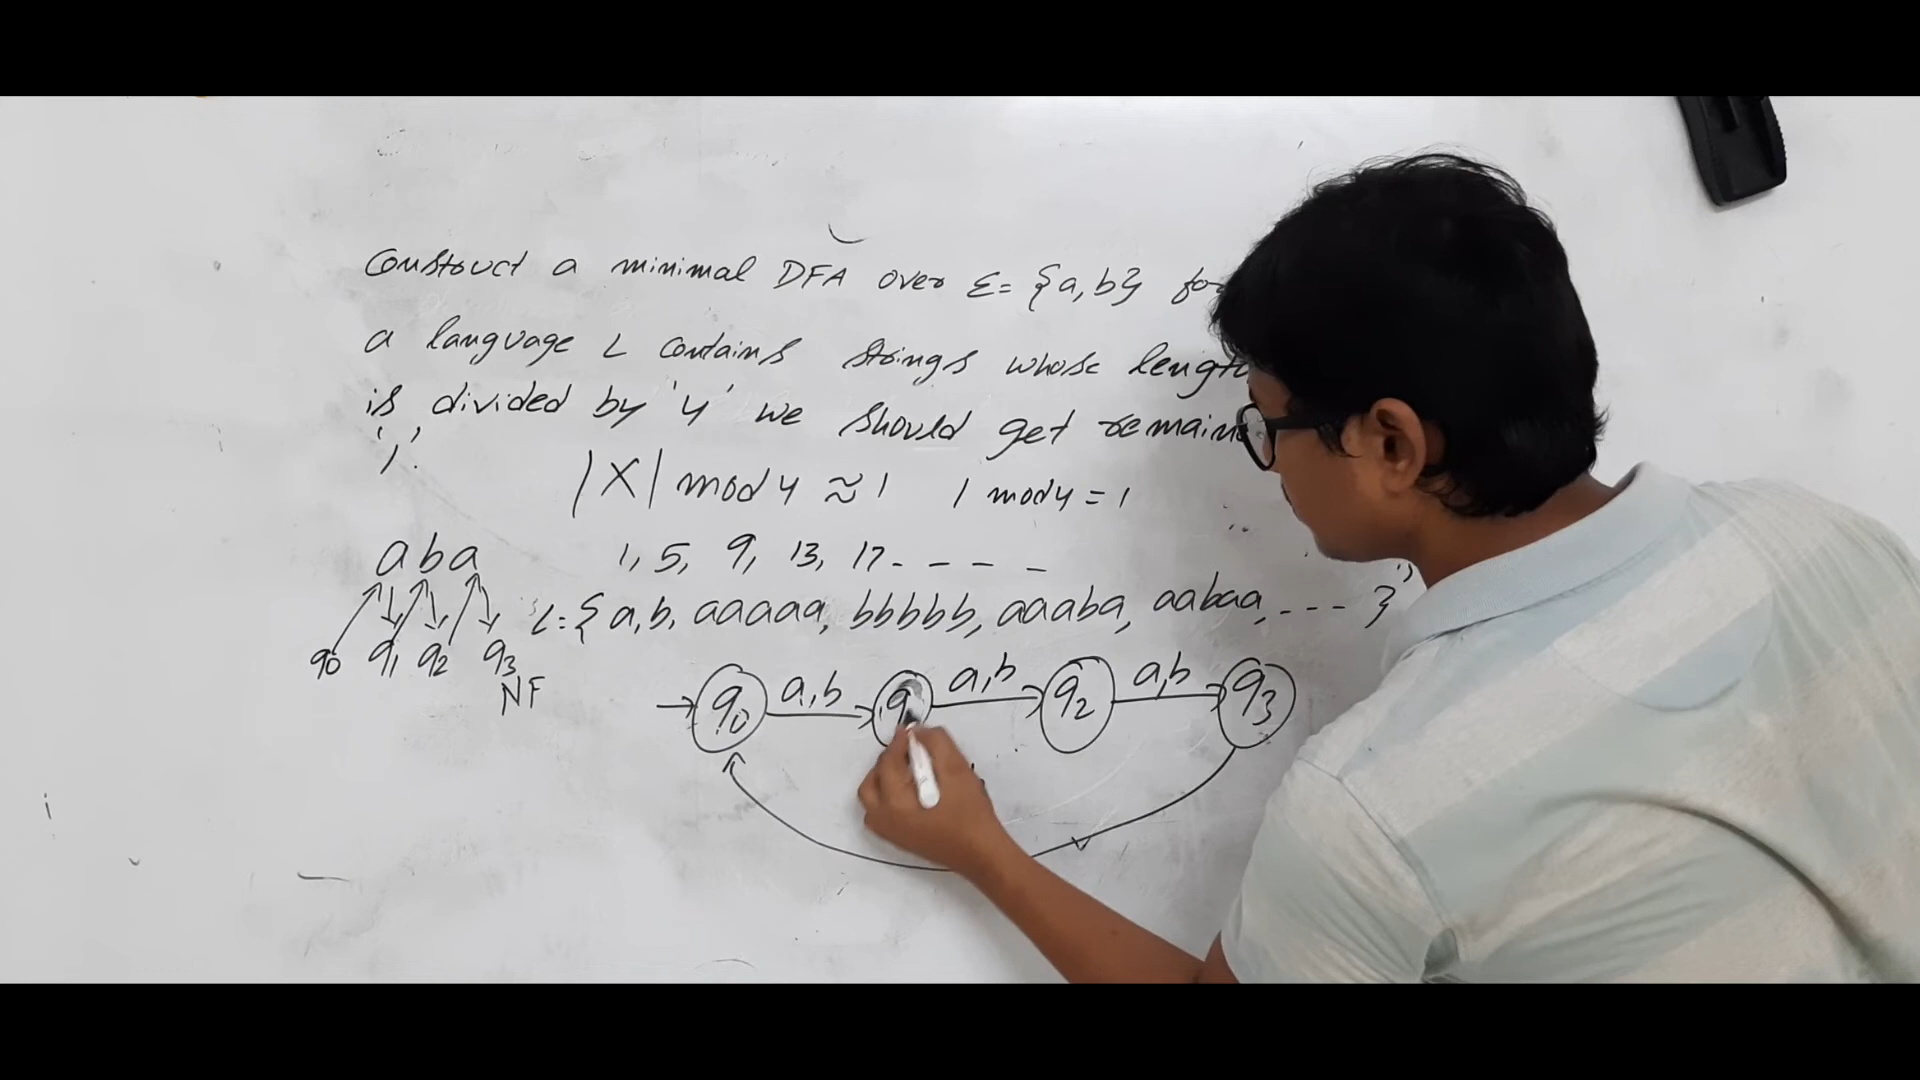 Construct a minimal DFA over Σ= {a,b} for
a language L contains strings whose length
is divided by '4' we should get
'1'.
|X| mod 4 ≈ 1 1 mod 4 = 1
aba 1, 5, 9, 13, 17 - - - -
L={a,b, aaaaa, bbbbb, aaaba, aabaa, --- }
q0 q1 q2 q3
NF
q0 a,b q1 a,b q2 a,b q3